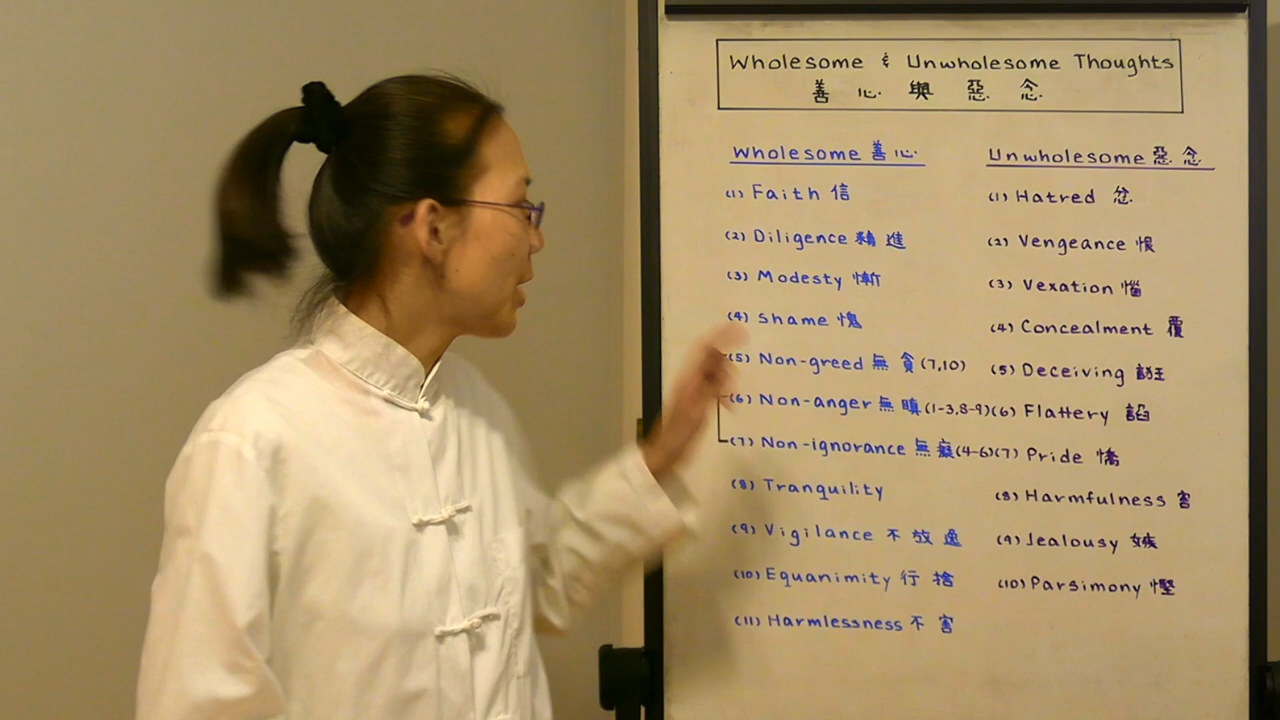 Wholesome & Unwholesome Thoughts
善心與惡念
Wholesome 善心
(1) Faith 信
(2) Diligence 精進
(3) Modesty 慚
(4) Shame 愧
(5) Non-greed 無貪 (7,10)
(6) Non-anger 無瞋 (1-3,8-9)
(7) Non-ignorance 無癡 (4-6)
(8) Tranquility
(9) Vigilance 不放逸
(10) Equanimity 行捨
(11) Harmlessness 不害
Unwholesome 惡念
(1) Hatred 忿
(2) Vengeance 恨
(3) Vexation 惱
(4) Concealment 覆
(5) Deceiving 誑
(6) Flattery 諂
(7) Pride 憍
(8) Harmfulness 害
(9) Jealousy 嫉
(10) Parsimony 慳